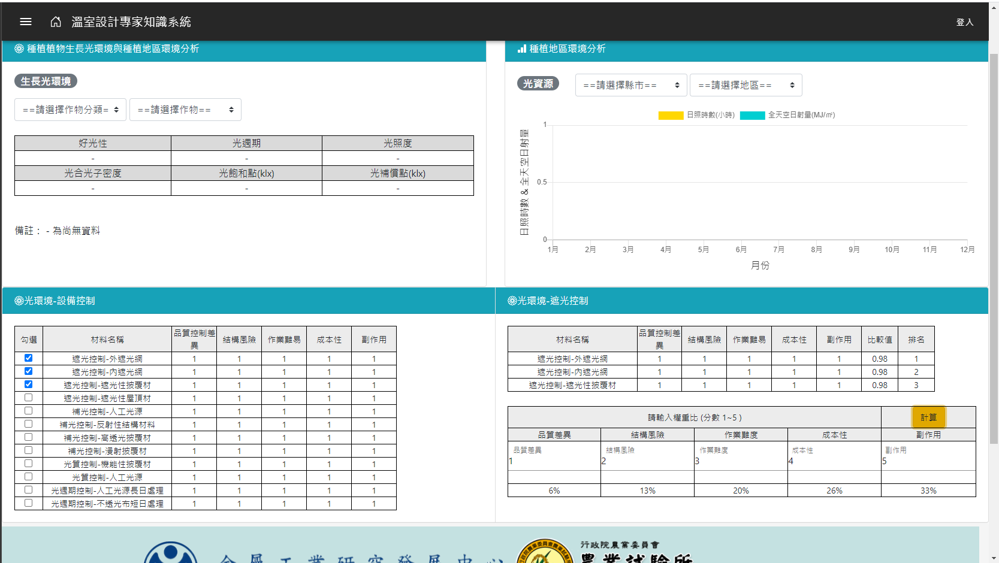 溫室設計專家知識系統
登入
種植植物生長光環境與種植地區環境分析
生長光環境
==請選擇作物分類=
==請選擇作物==
好光性 光週期 光照度
- - -
光合光子密度 光飽和點(klx) 光補償點(klx)
- - -
備註： - 為尚無資料
種植地區環境分析
光資源
==請選擇縣市==
==請選擇地區==
日照時數(小時) 全天空日射量(MJ/㎡)
日照時數 & 全天空日射量
1
0.5
0
1月 2月 3月 4月 5月 6月 7月 8月 9月 10月 11月 12月
月份
光環境-設備控制
勾選 材料名稱 品質控制差異 結構風險 作業難易 成本性 副作用
遮光控制-外遮光網 1 1 1 1 1
遮光控制-內遮光網 1 1 1 1 1
遮光控制-遮光性披覆材 1 1 1 1 1
遮光控制-遮光性屋頂材 1 1 1 1 1
補光控制-人工光源 1 1 1 1 1
補光控制-反射性結構材料 1 1 1 1 1
補光控制-高透光披覆材 1 1 1 1 1
補光控制-漫射披覆材 1 1 1 1 1
光質控制-機能性披覆材 1 1 1 1 1
光質控制-人工光源 1 1 1 1 1
光週期控制-人工光源長日處理 1 1 1 1 1
光週期控制-不透光布短日處理 1 1 1 1 1
光環境-遮光控制
材料名稱 品質控制差異 結構風險 作業難易 成本性 副作用 比較值 排名
遮光控制-外遮光網 1 1 1 1 1 0.98 1
遮光控制-內遮光網 1 1 1 1 1 0.98 2
遮光控制-遮光性披覆材 1 1 1 1 1 0.98 3
請輸入權重比 (分數 1~5 ) 計算
品質差異 結構風險 作業難度 成本性 副作用
品質差異 結構風險 作業難度 成本性 副作用
1 2 3 4 5
6% 13% 20% 26% 33%
金屬工業研究發展中心
行政院農業委員會
農業試驗所